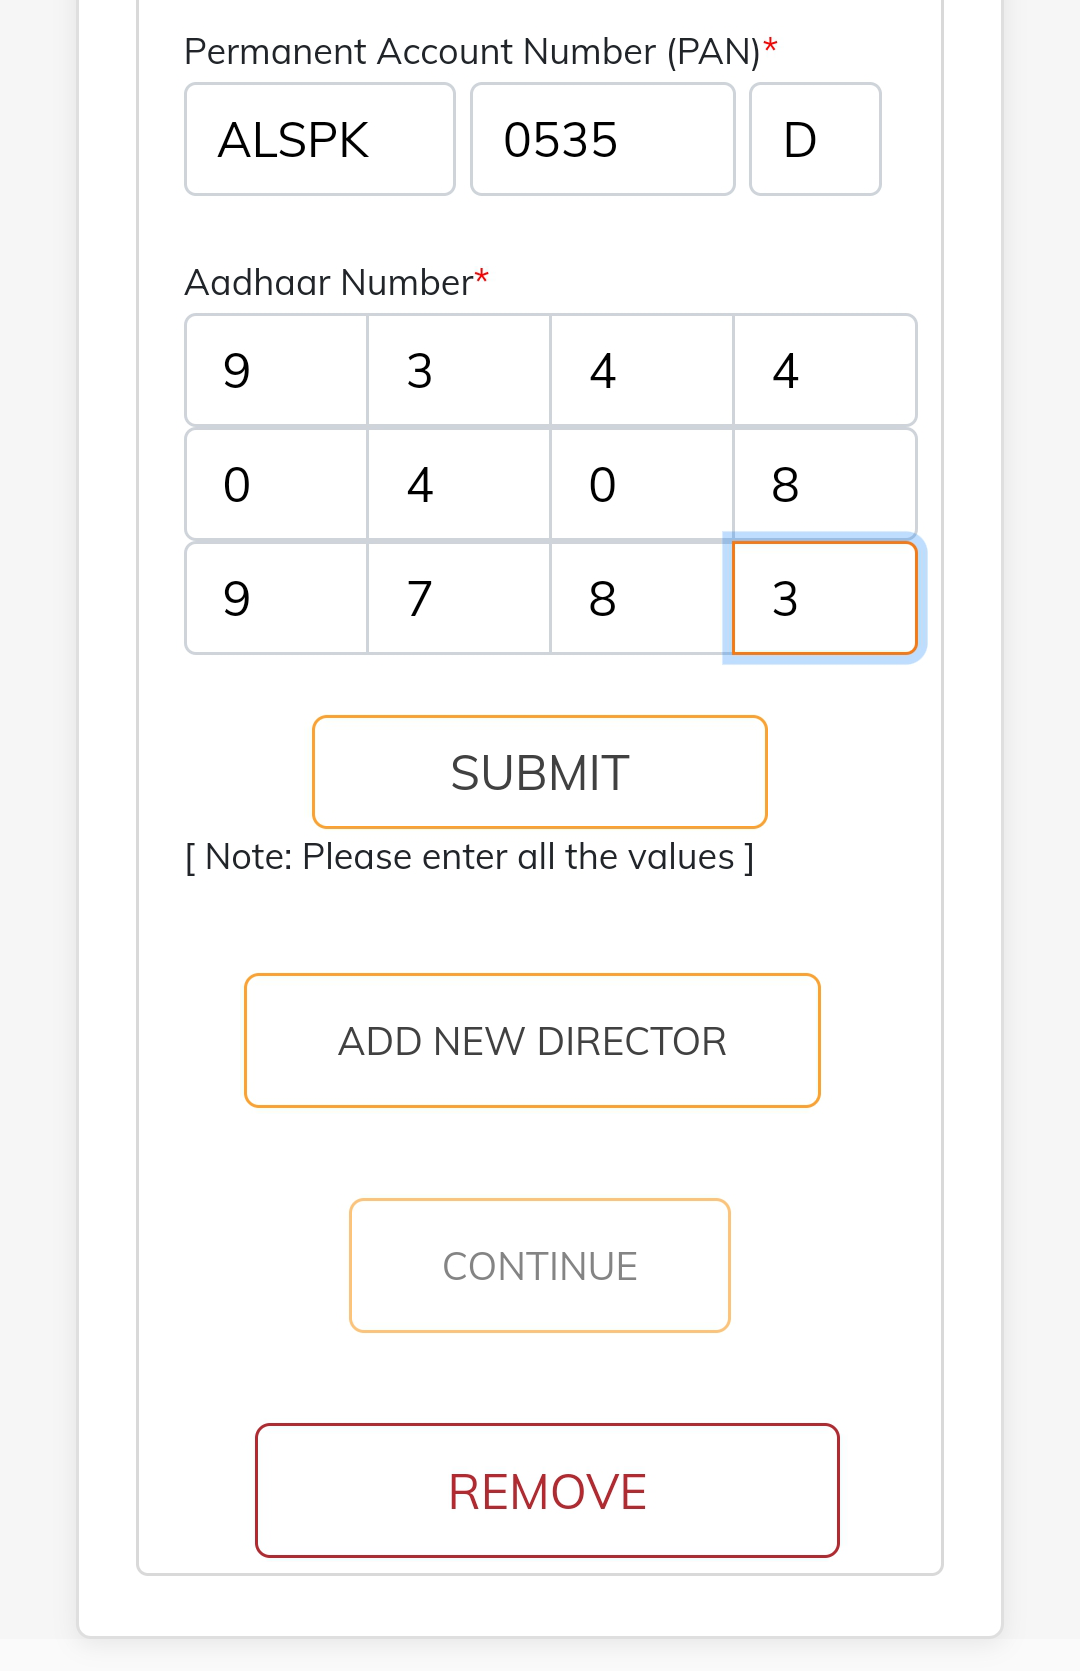 Permanent Account Number (PAN)*
ALSPK 0535 D
Aadhaar Number*
9 3 4 4
0 4 0 8
9 7 8 3
SUBMIT
[ Note: Please enter all the values ]
ADD NEW DIRECTOR
CONTINUE
REMOVE